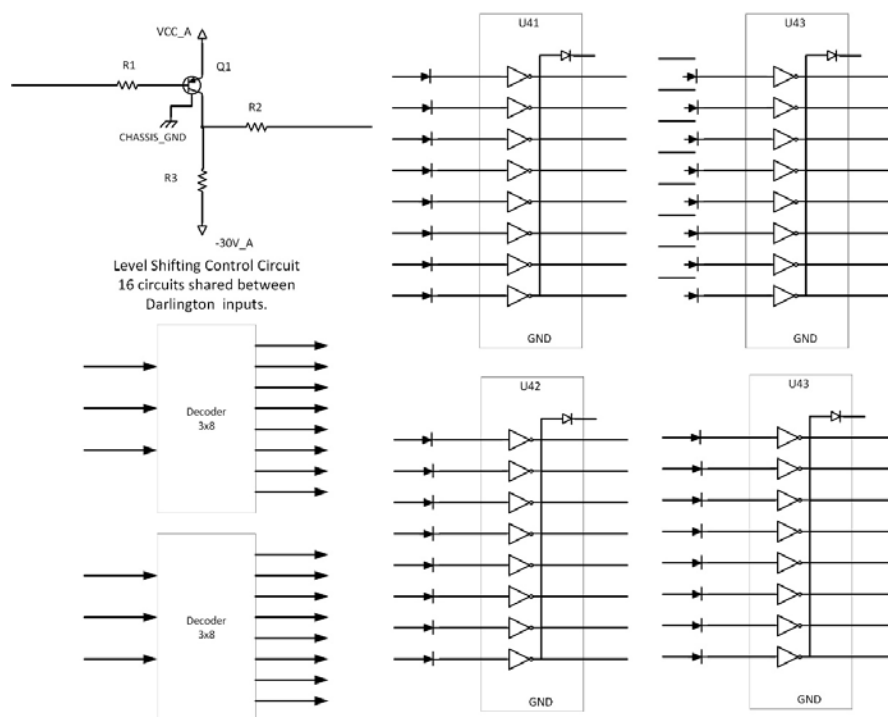 VCC_A
R1
Q1
R2
CHASSIS_GND
R3
-30V_A
Level Shifting Control Circuit
16 circuits shared between
Darlington inputs.
Decoder
3x8
Decoder
3x8
U41
GND
U43
GND
U42
GND
U43
GND